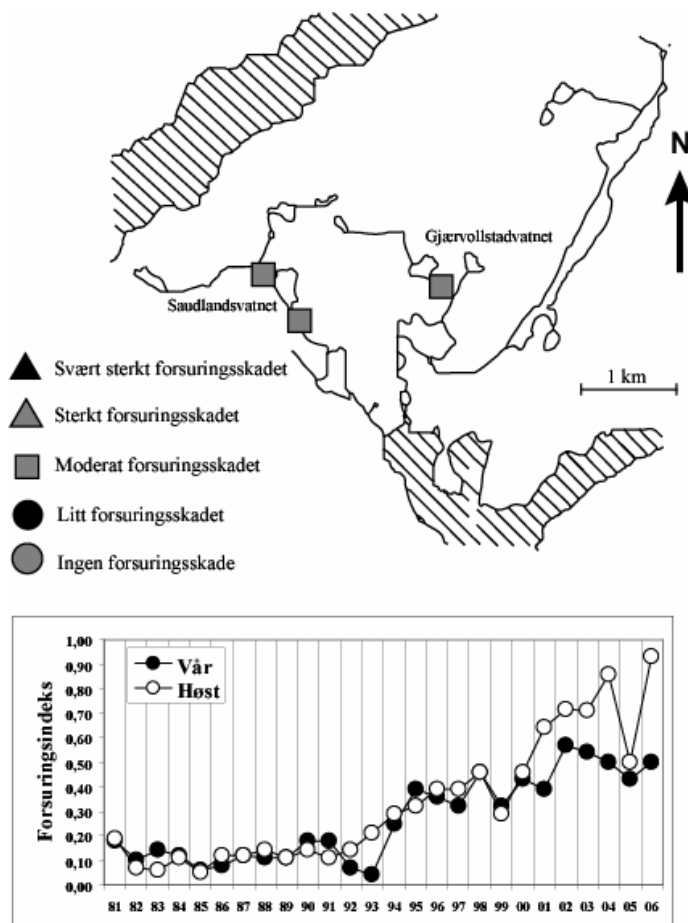 N
Gjærvollstadvatnet
Saudlandsvatnet
1 km
Svært sterkt forsuringsskadet
Sterkt forsuringsskadet
Moderat forsuringsskadet
Litt forsuringsskadet
Ingen forsuringsskade
Forsuringsindeks
1,00
0,90
0,80
0,70
0,60
0,50
0,40
0,30
0,20
0,10
0,00
Vår
Høst
81 82 83 84 85 86 87 88 89 90 91 92 93 94 95 96 97 98 99 00 01 02 03 04 05 06